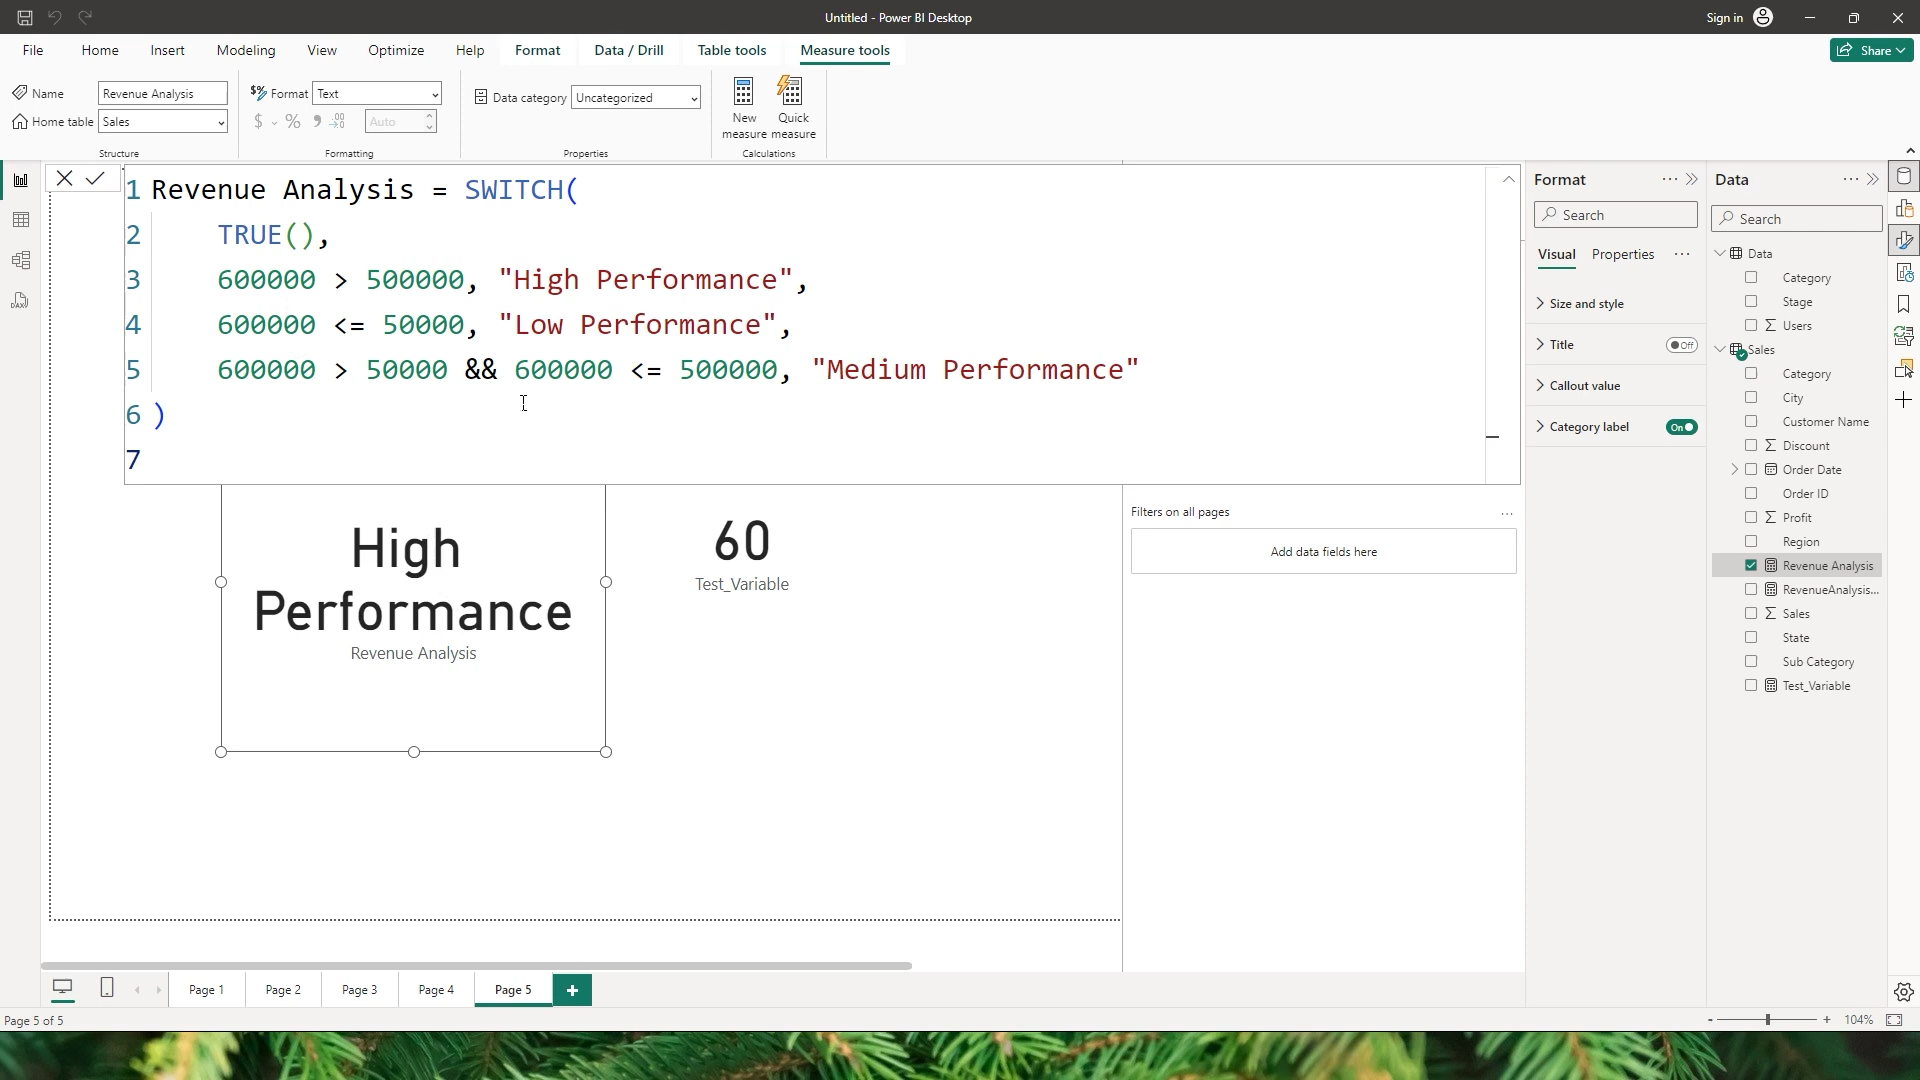 Untitled - Power BI Desktop
Sign in
File Home Insert Modeling View Optimize Help Format Data / Drill Table tools Measure tools
Share
Name Revenue Analysis
Home table Sales
Structure
$% Format Text
$ % 9 .00 Auto
Formatting
Data category Uncategorized
Properties
New measure
Quick measure
Calculations
1 Revenue Analysis = SWITCH(
2 TRUE(),
3 600000 > 500000, "High Performance",
4 600000 <= 50000, "Low Performance",
5 600000 > 50000 && 600000 <= 500000, "Medium Performance"
6 )
7
High
Performance
Revenue Analysis
60
Test_Variable
Filters on all pages
Add data fields here
Format
Search
Visual Properties
Size and style
Title Off
Callout value
Category label On
Data
Search
Data
Category
Stage
Σ Users
Sales
Category
City
Customer Name
Σ Discount
Order Date
Order ID
Σ Profit
Region
Revenue Analysis
RevenueAnalysis...
Σ Sales
State
Sub Category
Test_Variable
DAX
Page 1 Page 2 Page 3 Page 4 Page 5 +
Page 5 of 5
- + 104%